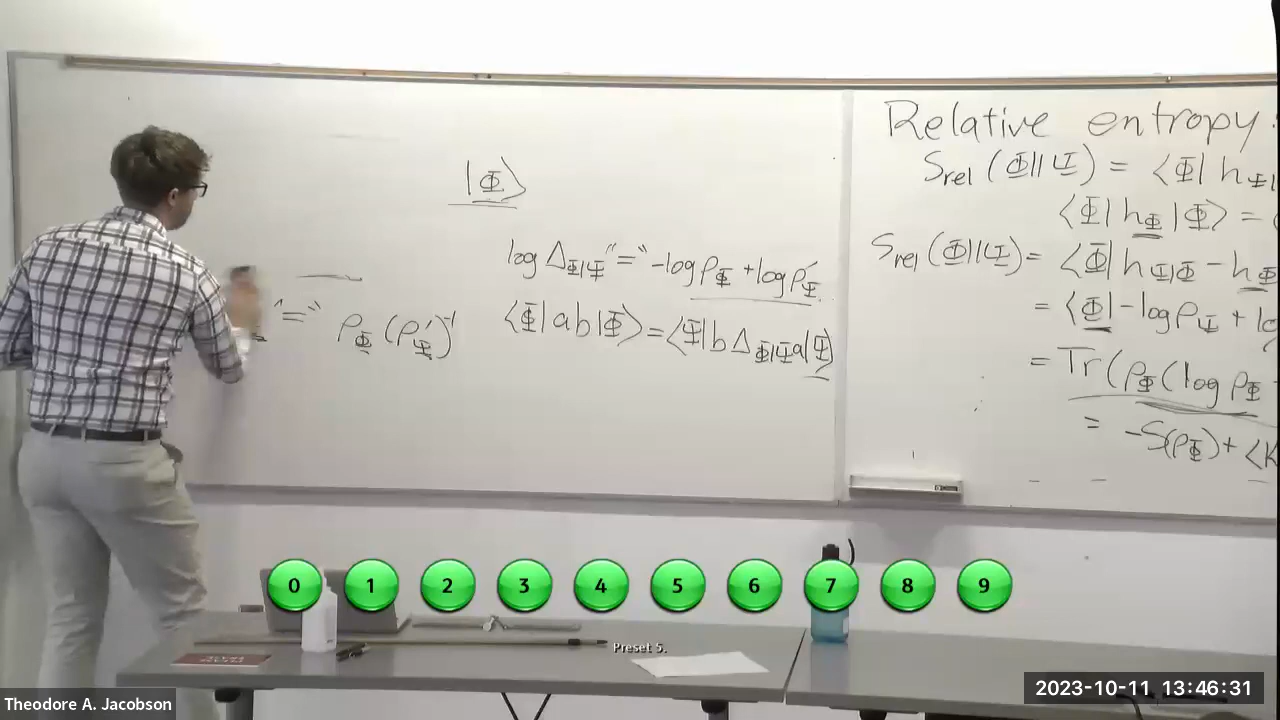 |Φ⟩
log Δ_Φ|Ψ "=" -log ρ_Φ + log ρ'_Ψ
"=" ρ_Φ (ρ'_Ψ)^-1
⟨Φ|ab|Φ⟩ = ⟨Ψ|b Δ_Φ|Ψ a|Ψ⟩
Relative entropy:
S_rel (Φ||Ψ) = ⟨Φ| h_Ψ|
⟨Φ| h_Φ |Φ⟩ =
S_rel (Φ||Ψ) = ⟨Φ| h_Ψ|Φ - h_Φ
= ⟨Φ| -log ρ_Ψ + log
= Tr(ρ_Φ (log ρ_Φ -
= -S(ρ_Φ) + ⟨K
0 1 2 3 4 5 6 7 8 9
Preset 5.
Theodore A. Jacobson
2023-10-11 13:46:31